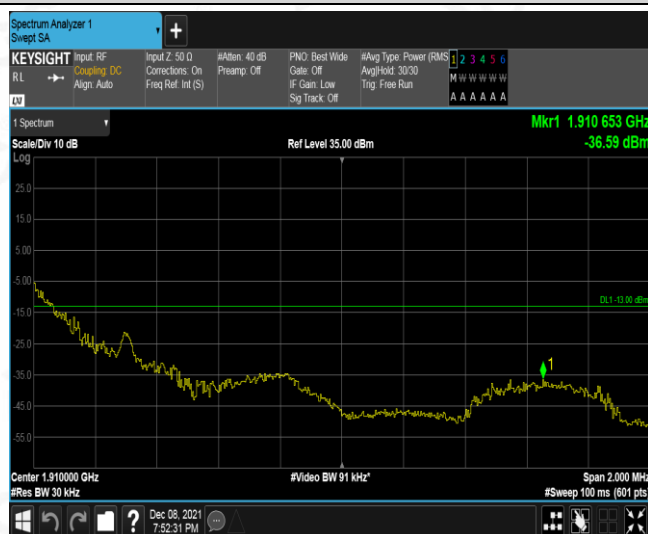 Spectrum Analyzer 1
Swept SA
+
KEYSIGHT
RL
LXI
Input: RF
Coupling: DC
Align: Auto
Input Z: 50 Ω
Corrections: On
Freq Ref: Int (S)
#Atten: 40 dB
Preamp: Off
PNO: Best Wide
Gate: Off
IF Gain: Low
Sig Track: Off
#Avg Type: Power (RMS
Avg|Hold: 30/30
Trig: Free Run
1 2 3 4 5 6
M W W W W W
A A A A A A
1 Spectrum
Scale/Div 10 dB
Ref Level 35.00 dBm
Mkr1 1.910 653 GHz
-36.59 dBm
Log
25.0
15.0
5.00
-5.00
-15.0
-25.0
-35.0
-45.0
-55.0
DL1 -13.00 dBm
1
Center 1.910000 GHz
#Res BW 30 kHz
#Video BW 91 kHz*
Span 2.000 MHz
#Sweep 100 ms (601 pts)
?
Dec 08, 2021
7:52:31 PM